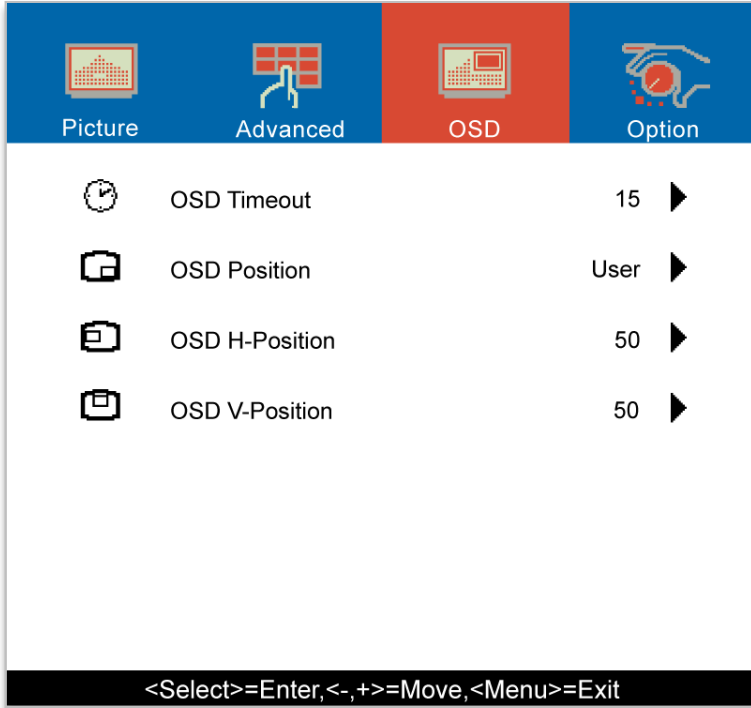 Picture Advanced OSD Option
OSD Timeout 15
OSD Position User
OSD H-Position 50
OSD V-Position 50
<Select>=Enter,<-,+>=Move,<Menu>=Exit